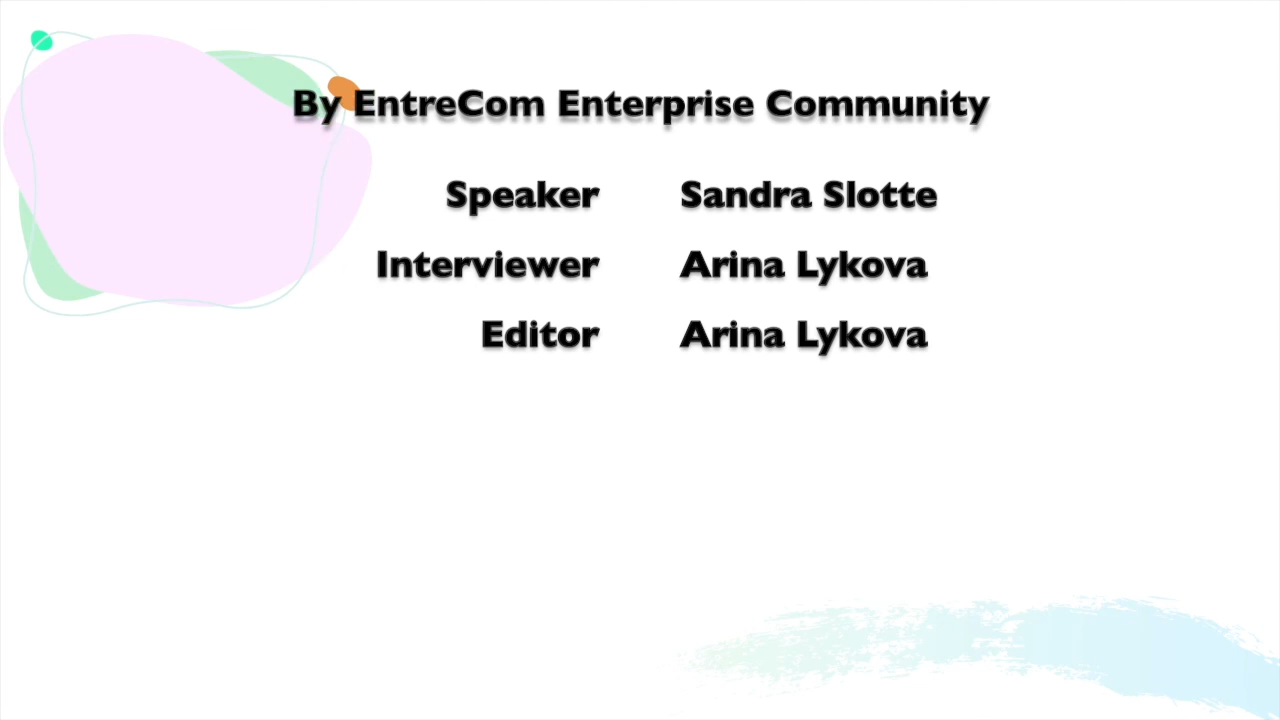 By EntreCom Enterprise Community
Speaker Sandra Slotte
Interviewer Arina Lykova
Editor Arina Lykova